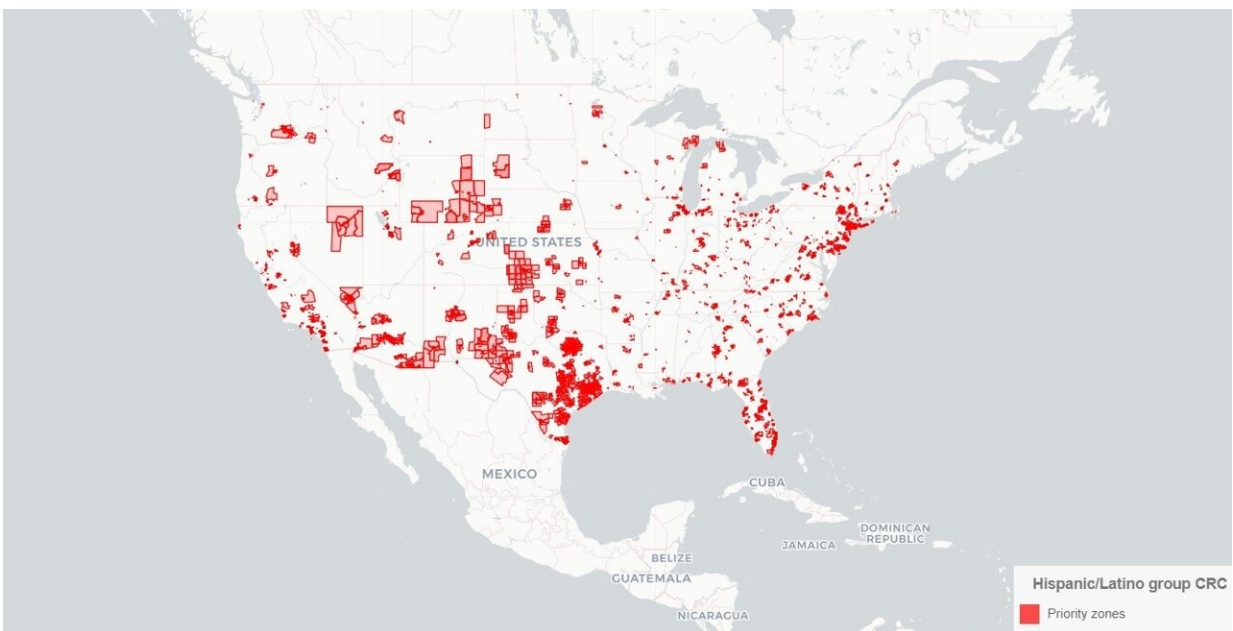 UNITED STATES
MEXICO
CUBA
DOMINICAN
REPUBLIC
JAMAICA
BELIZE
GUATEMALA
NICARAGUA
Hispanic/Latino group CRC
Priority zones